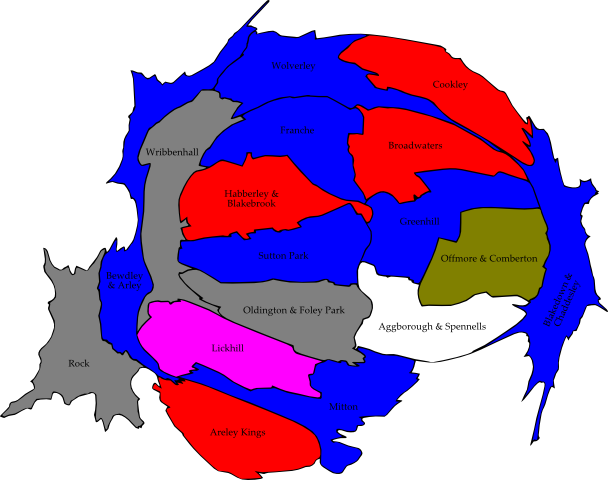 Wolverley
Cookley
Franche
Broadwaters
Wribbenhall
Habberley &
Blakebrook
Greenhill
Sutton Park
Offmore & Comberton
Bewdley
& Arley
Blakedown &
Chaddesley
Oldington & Foley Park
Aggborough & Spennells
Lickhill
Rock
Mitton
Areley Kings